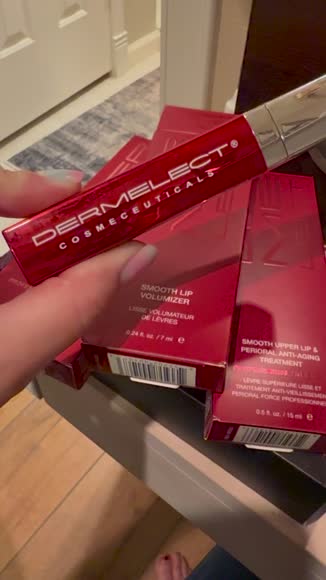 DERMELECT®
COSMECEUTICALS
SMOOTH LIP
VOLUMIZER
LISSE VOLUMATEUR
DE LÈVRES
0.24 fl. oz. / 7 ml e
SMOOTH UPPER LIP &
PERIORAL ANTI-AGING
TREATMENT
LÈVRE SUPÉRIEURE LISSE ET
TRAITEMENT ANTI-VIEILLISSEMENT
PERIORAL FORCE PROFESSIONNEL
0.5 fl. oz. / 15 ml e